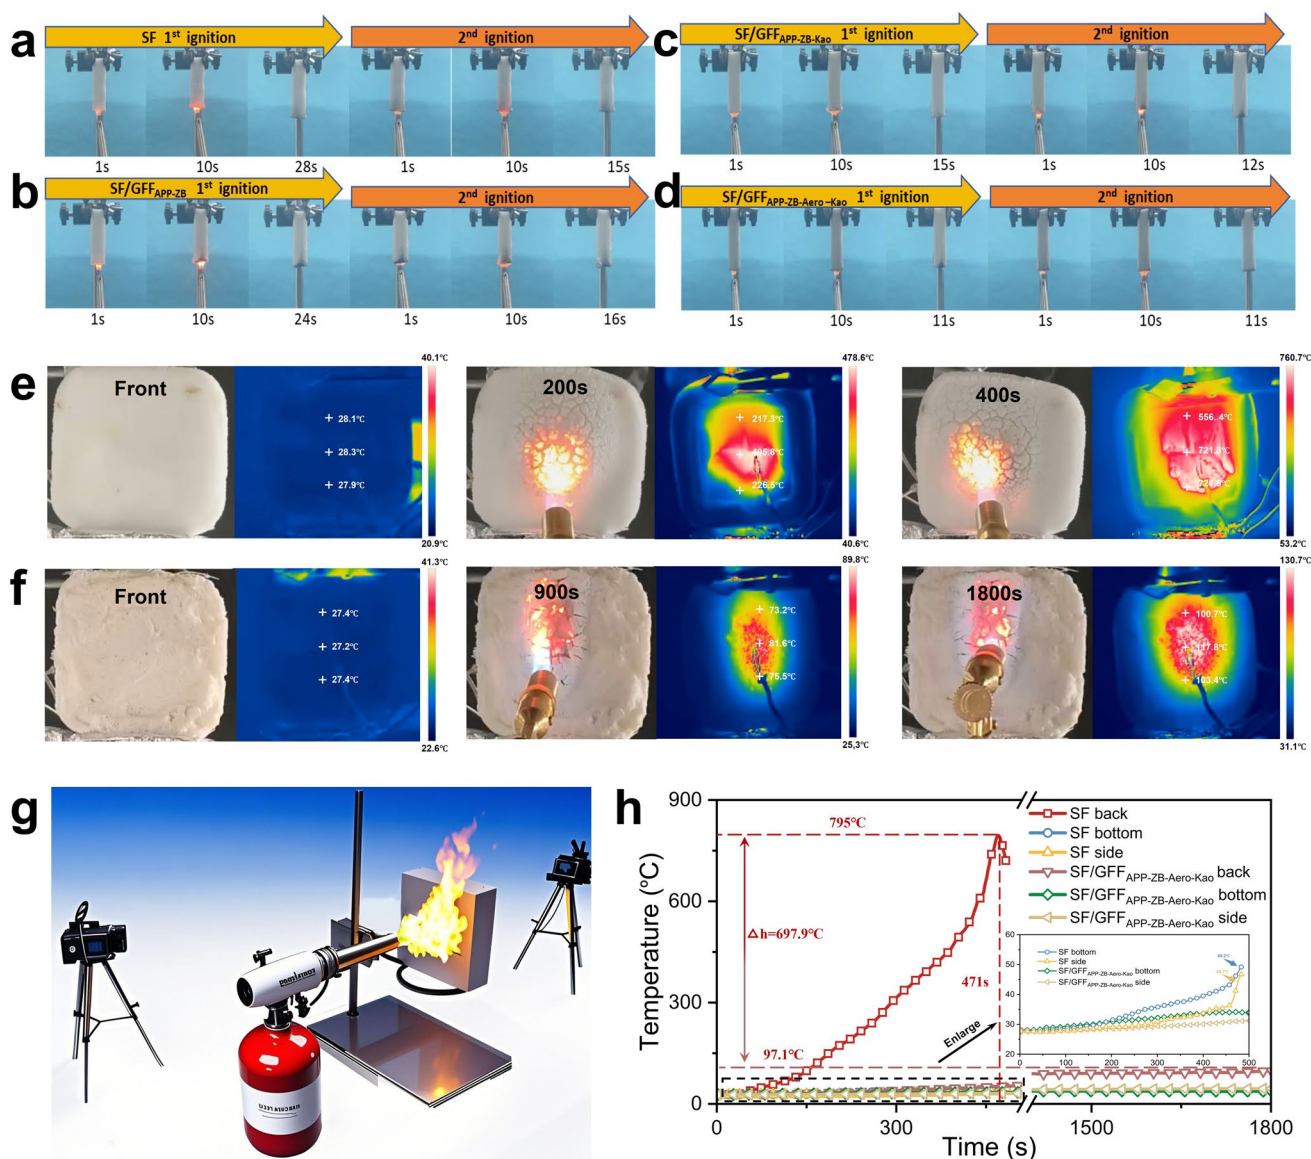 a
SF 1st ignition
2nd ignition
1s
10s
28s
1s
10s
15s
c
SF/GFFAPP-ZB-Kao 1st ignition
2nd ignition
1s
10s
15s
1s
10s
12s
b
SF/GFFAPP-ZB 1st ignition
2nd ignition
1s
10s
24s
1s
10s
16s
d
SF/GFFAPP-ZB-Aero-Kao 1st ignition
2nd ignition
1s
10s
11s
1s
10s
11s
e
Front
28.1℃
28.3℃
27.9℃
40.1℃
20.9℃
200s
217.3℃
405.8℃
226.5℃
478.6℃
40.6℃
400s
556..4℃
721.8℃
760.7℃
53.2℃
f
Front
27.4℃
27.2℃
27.4℃
41.3℃
22.6℃
900s
73.2℃
81.6℃
75.5℃
89.8℃
25,3℃
1800s
100.7℃
117.8℃
103.4℃
130.7℃
31.1℃
g
h
Temperature (℃)
900
600
300
0
0
300
1500
1800
Time (s)
795℃
△h=697.9℃
97.1℃
471s
Enlarge
SF back
SF bottom
SF side
SF/GFFAPP-ZB-Aero-Kao back
SF/GFFAPP-ZB-Aero-Kao bottom
SF/GFFAPP-ZB-Aero-Kao side
60
50
40
30
20
0
100
200
300
400
500
SF bottom
SF side
SF/GFFAPP-ZB-Aero-Kao bottom
SF/GFFAPP-ZB-Aero-Kao side